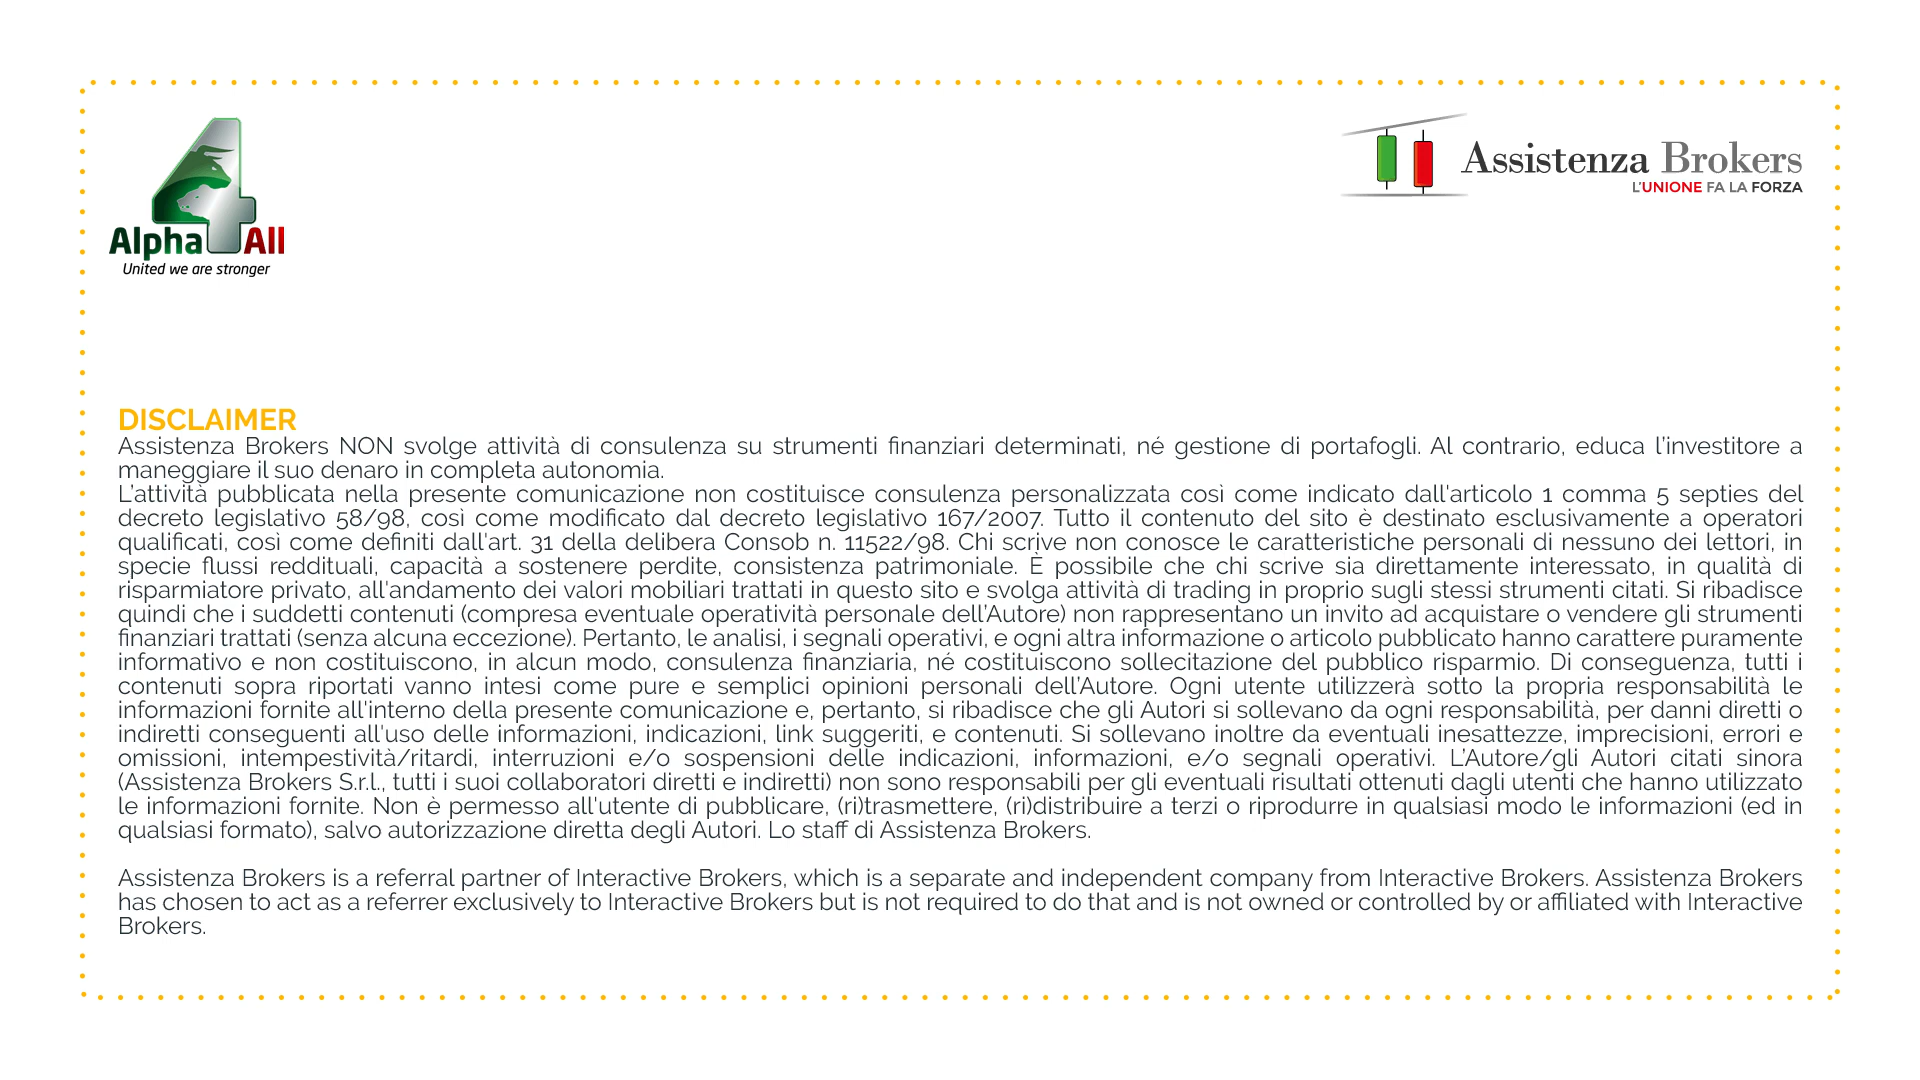 4
Alpha All
United we are stronger
Assistenza Brokers
L'UNIONE FA LA FORZA
DISCLAIMER
Assistenza Brokers NON svolge attività di consulenza su strumenti finanziari determinati, né gestione di portafogli. Al contrario, educa l’investitore a
maneggiare il suo denaro in completa autonomia.
L’attività pubblicata nella presente comunicazione non costituisce consulenza personalizzata così come indicato dall'articolo 1 comma 5 septies del
decreto legislativo 58/98, così come modificato dal decreto legislativo 167/2007. Tutto il contenuto del sito è destinato esclusivamente a operatori
qualificati, così come definiti dall'art. 31 della delibera Consob n. 11522/98. Chi scrive non conosce le caratteristiche personali di nessuno dei lettori, in
specie flussi reddituali, capacità a sostenere perdite, consistenza patrimoniale. È possibile che chi scrive sia direttamente interessato, in qualità di
risparmiatore privato, all'andamento dei valori mobiliari trattati in questo sito e svolga attività di trading in proprio sugli stessi strumenti citati. Si ribadisce
quindi che i suddetti contenuti (compresa eventuale operatività personale dell’Autore) non rappresentano un invito ad acquistare o vendere gli strumenti
finanziari trattati (senza alcuna eccezione). Pertanto, le analisi, i segnali operativi, e ogni altra informazione o articolo pubblicato hanno carattere puramente
informativo e non costituiscono, in alcun modo, consulenza finanziaria, né costituiscono sollecitazione del pubblico risparmio. Di conseguenza, tutti i
contenuti sopra riportati vanno intesi come pure e semplici opinioni personali dell’Autore. Ogni utente utilizzerà sotto la propria responsabilità le
informazioni fornite all'interno della presente comunicazione e, pertanto, si ribadisce che gli Autori si sollevano da ogni responsabilità, per danni diretti o
indiretti conseguenti all'uso delle informazioni, indicazioni, link suggeriti, e contenuti. Si sollevano inoltre da eventuali inesattezze, imprecisioni, errori e
omissioni, intempestività/ritardi, interruzioni e/o sospensioni delle indicazioni, informazioni, e/o segnali operativi. L’Autore/gli Autori citati sinora
(Assistenza Brokers S.r.l., tutti i suoi collaboratori diretti e indiretti) non sono responsabili per gli eventuali risultati ottenuti dagli utenti che hanno utilizzato
le informazioni fornite. Non è permesso all'utente di pubblicare, (ri)trasmettere, (ri)distribuire a terzi o riprodurre in qualsiasi modo le informazioni (ed in
qualsiasi formato), salvo autorizzazione diretta degli Autori. Lo staff di Assistenza Brokers.
Assistenza Brokers is a referral partner of Interactive Brokers, which is a separate and independent company from Interactive Brokers. Assistenza Brokers
has chosen to act as a referrer exclusively to Interactive Brokers but is not required to do that and is not owned or controlled by or affiliated with Interactive
Brokers.